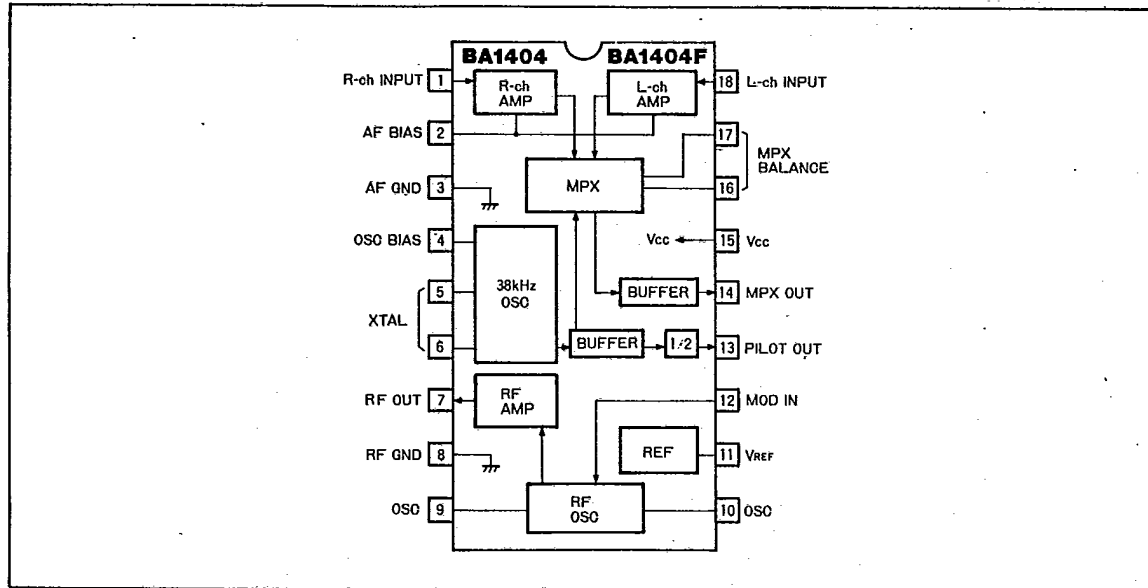 BA1404 BA1404F
R-ch INPUT 1
R-ch AMP
L-ch AMP
18 L-ch INPUT
AF BIAS 2
17
MPX BALANCE
16
AF GND 3
MPX
OSC BIAS 4
Vcc
15 Vcc
38kHz OSC
5
XTAL
6
BUFFER
14 MPX OUT
BUFFER
1/2
13 PILOT OUT
RF OUT 7
RF AMP
12 MOD IN
RF GND 8
REF
11 VREF
OSC 9
RF OSC
10 OSC